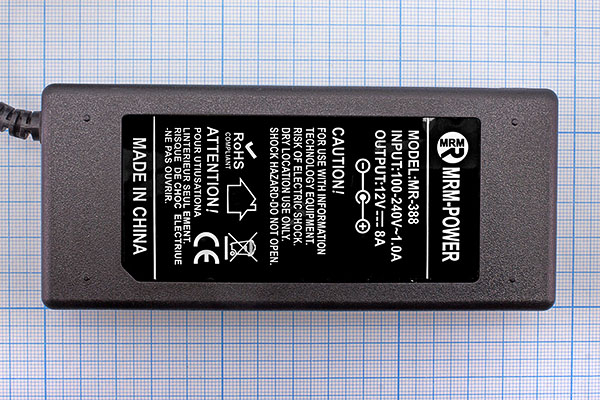 MRM
MRM-POWER
MODEL:MR-388
INPUT:100-240V~1.0A
OUTPUT:12V⎓8A
CAUTION!
FOR USE WITH INFORMATION
TECHNOLOGY EQUIPMENT.
RISK OF ELECTRIC SHOCK.
DRY LOCATION USE ONLY.
SHOCK HAZARD-DO NOT OPEN.
RoHS
COMPLIANT
ATTENTION!
POUR UTIUSATIONA
LINTERIEUR SEUL EMENT.
RISQUE DE CHOC ELECTRIUE
-NE PAS OUVRIR.
CE
MADE IN CHINA